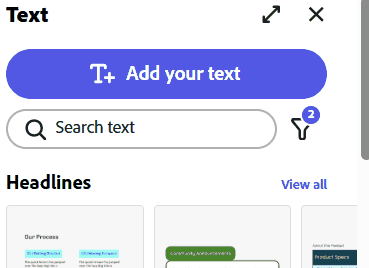 Text
Add your text
Search text
2
Headlines
View all
Our Process
Community Announcements
Product Specs